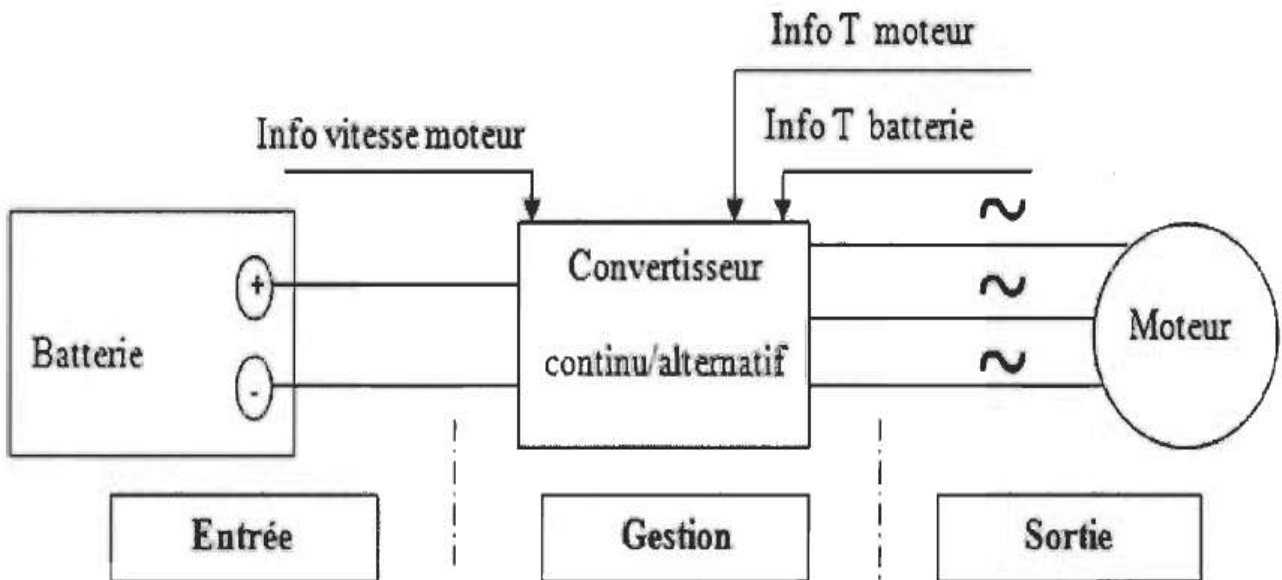 Info T moteur
Info T batterie
Info vitesse moteur
Batterie
+
-
Convertisseur
continu/alternatif
~
~
~
Moteur
Entrée
Gestion
Sortie